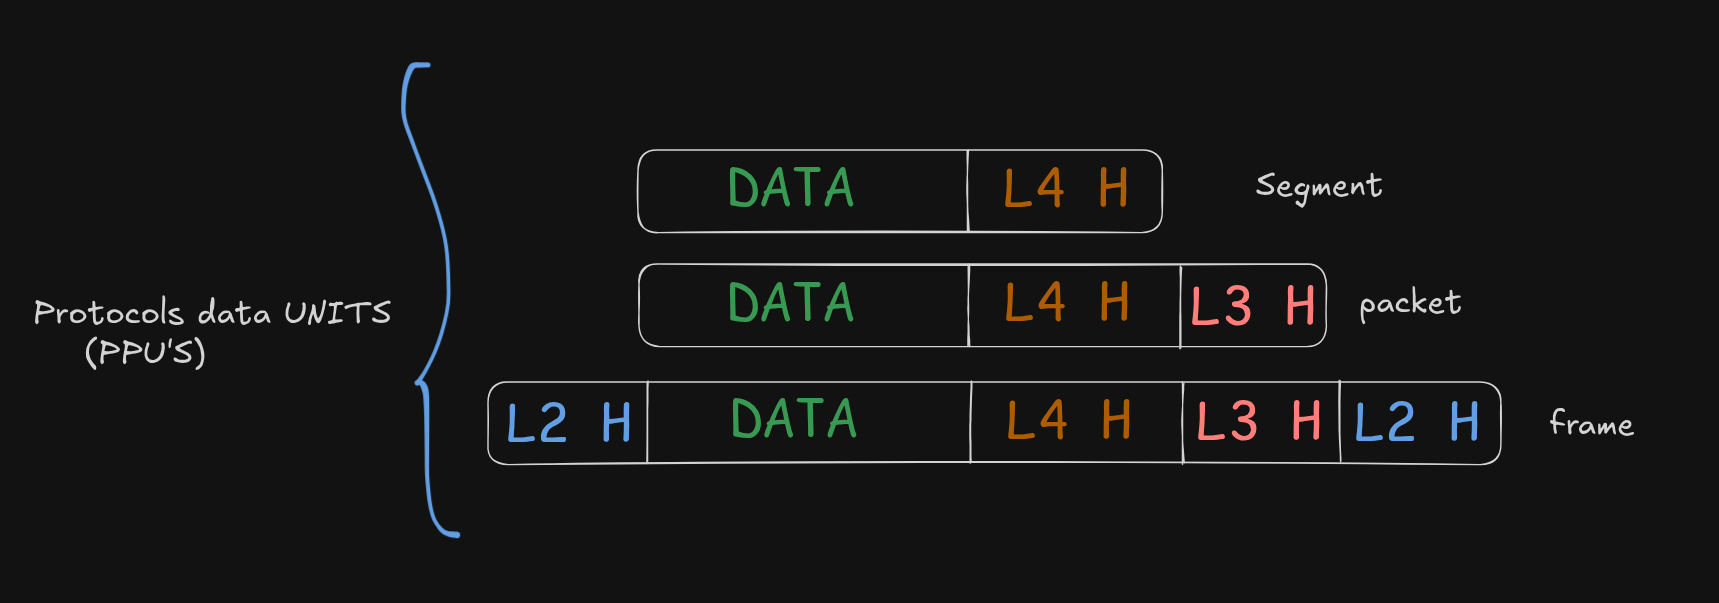 DATA L4 H Segment
DATA L4 H L3 H packet
Protocols data UNITS
(PPU'S)
L2 H DATA L4 H L3 H L2 H frame